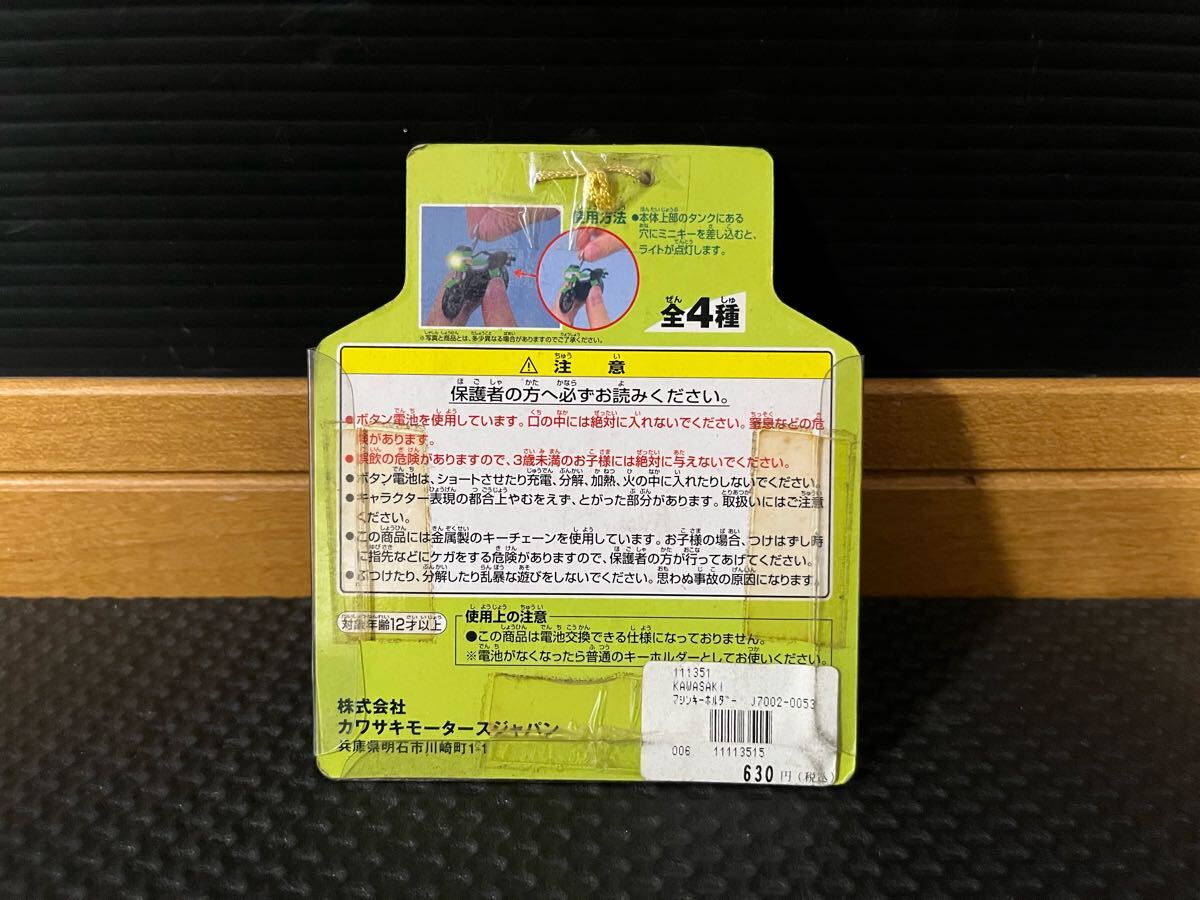 使用方法
●本体上部のタンクにある
穴にミニキーを差し込むと、
ライトが点灯します。
※写真と商品とは、多少異なる場合がありますのでご了承ください。
全4種
⚠ 注意
保護者の方へ必ずお読みください。
●ボタン電池を使用しています。口の中には絶対に入れないでください。窒息などの危
険があります。
●誤飲の危険がありますので、3歳未満のお子様には絶対に与えないでください。
●ボタン電池は、ショートさせたり充電、分解、加熱、火の中に入れたりしないでください。
●キャラクター表現の都合上やむをえず、とがった部分があります。取扱いにはご注意
ください。
●この商品には金属製のキーチェーンを使用しています。お子様の場合、つけはずし時
に指先などにケガをする危険がありますので、保護者の方が行ってあげてください。
●ぶつけたり、分解したり乱暴な遊びをしないでください。思わぬ事故の原因になります。
対象年齢12才以上
使用上の注意
●この商品は電池交換できる仕様になっておりません。
※電池がなくなったら普通のキーホルダーとしてお使いください。
株式会社
カワサキモータースジャパン
兵庫県明石市川崎町1-1
111351
KAWASAKI
マシンキーホルダー J7002-0053
006 11113515
630円(税込)